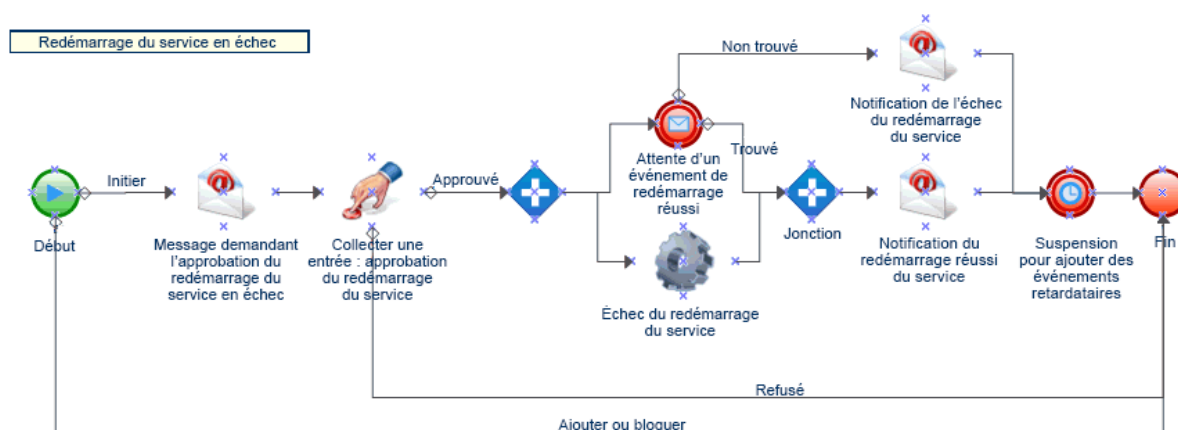 Redémarrage du service en échec
Non trouvé
Notification de l'échec
du redémarrage
du service
Initier
Approuvé
Trouvé
Attente d'un
événement de
redémarrage
réussi
Début
Message demandant
l'approbation du
redémarrage du
service en échec
Collecter une
entrée : approbation
du redémarrage
du service
Jonction
Notification du
redémarrage réussi
du service
Suspension
pour ajouter des
événements
retardataires
Fin
Échec du redémarrage
du service
Refusé
Ajouter ou bloquer